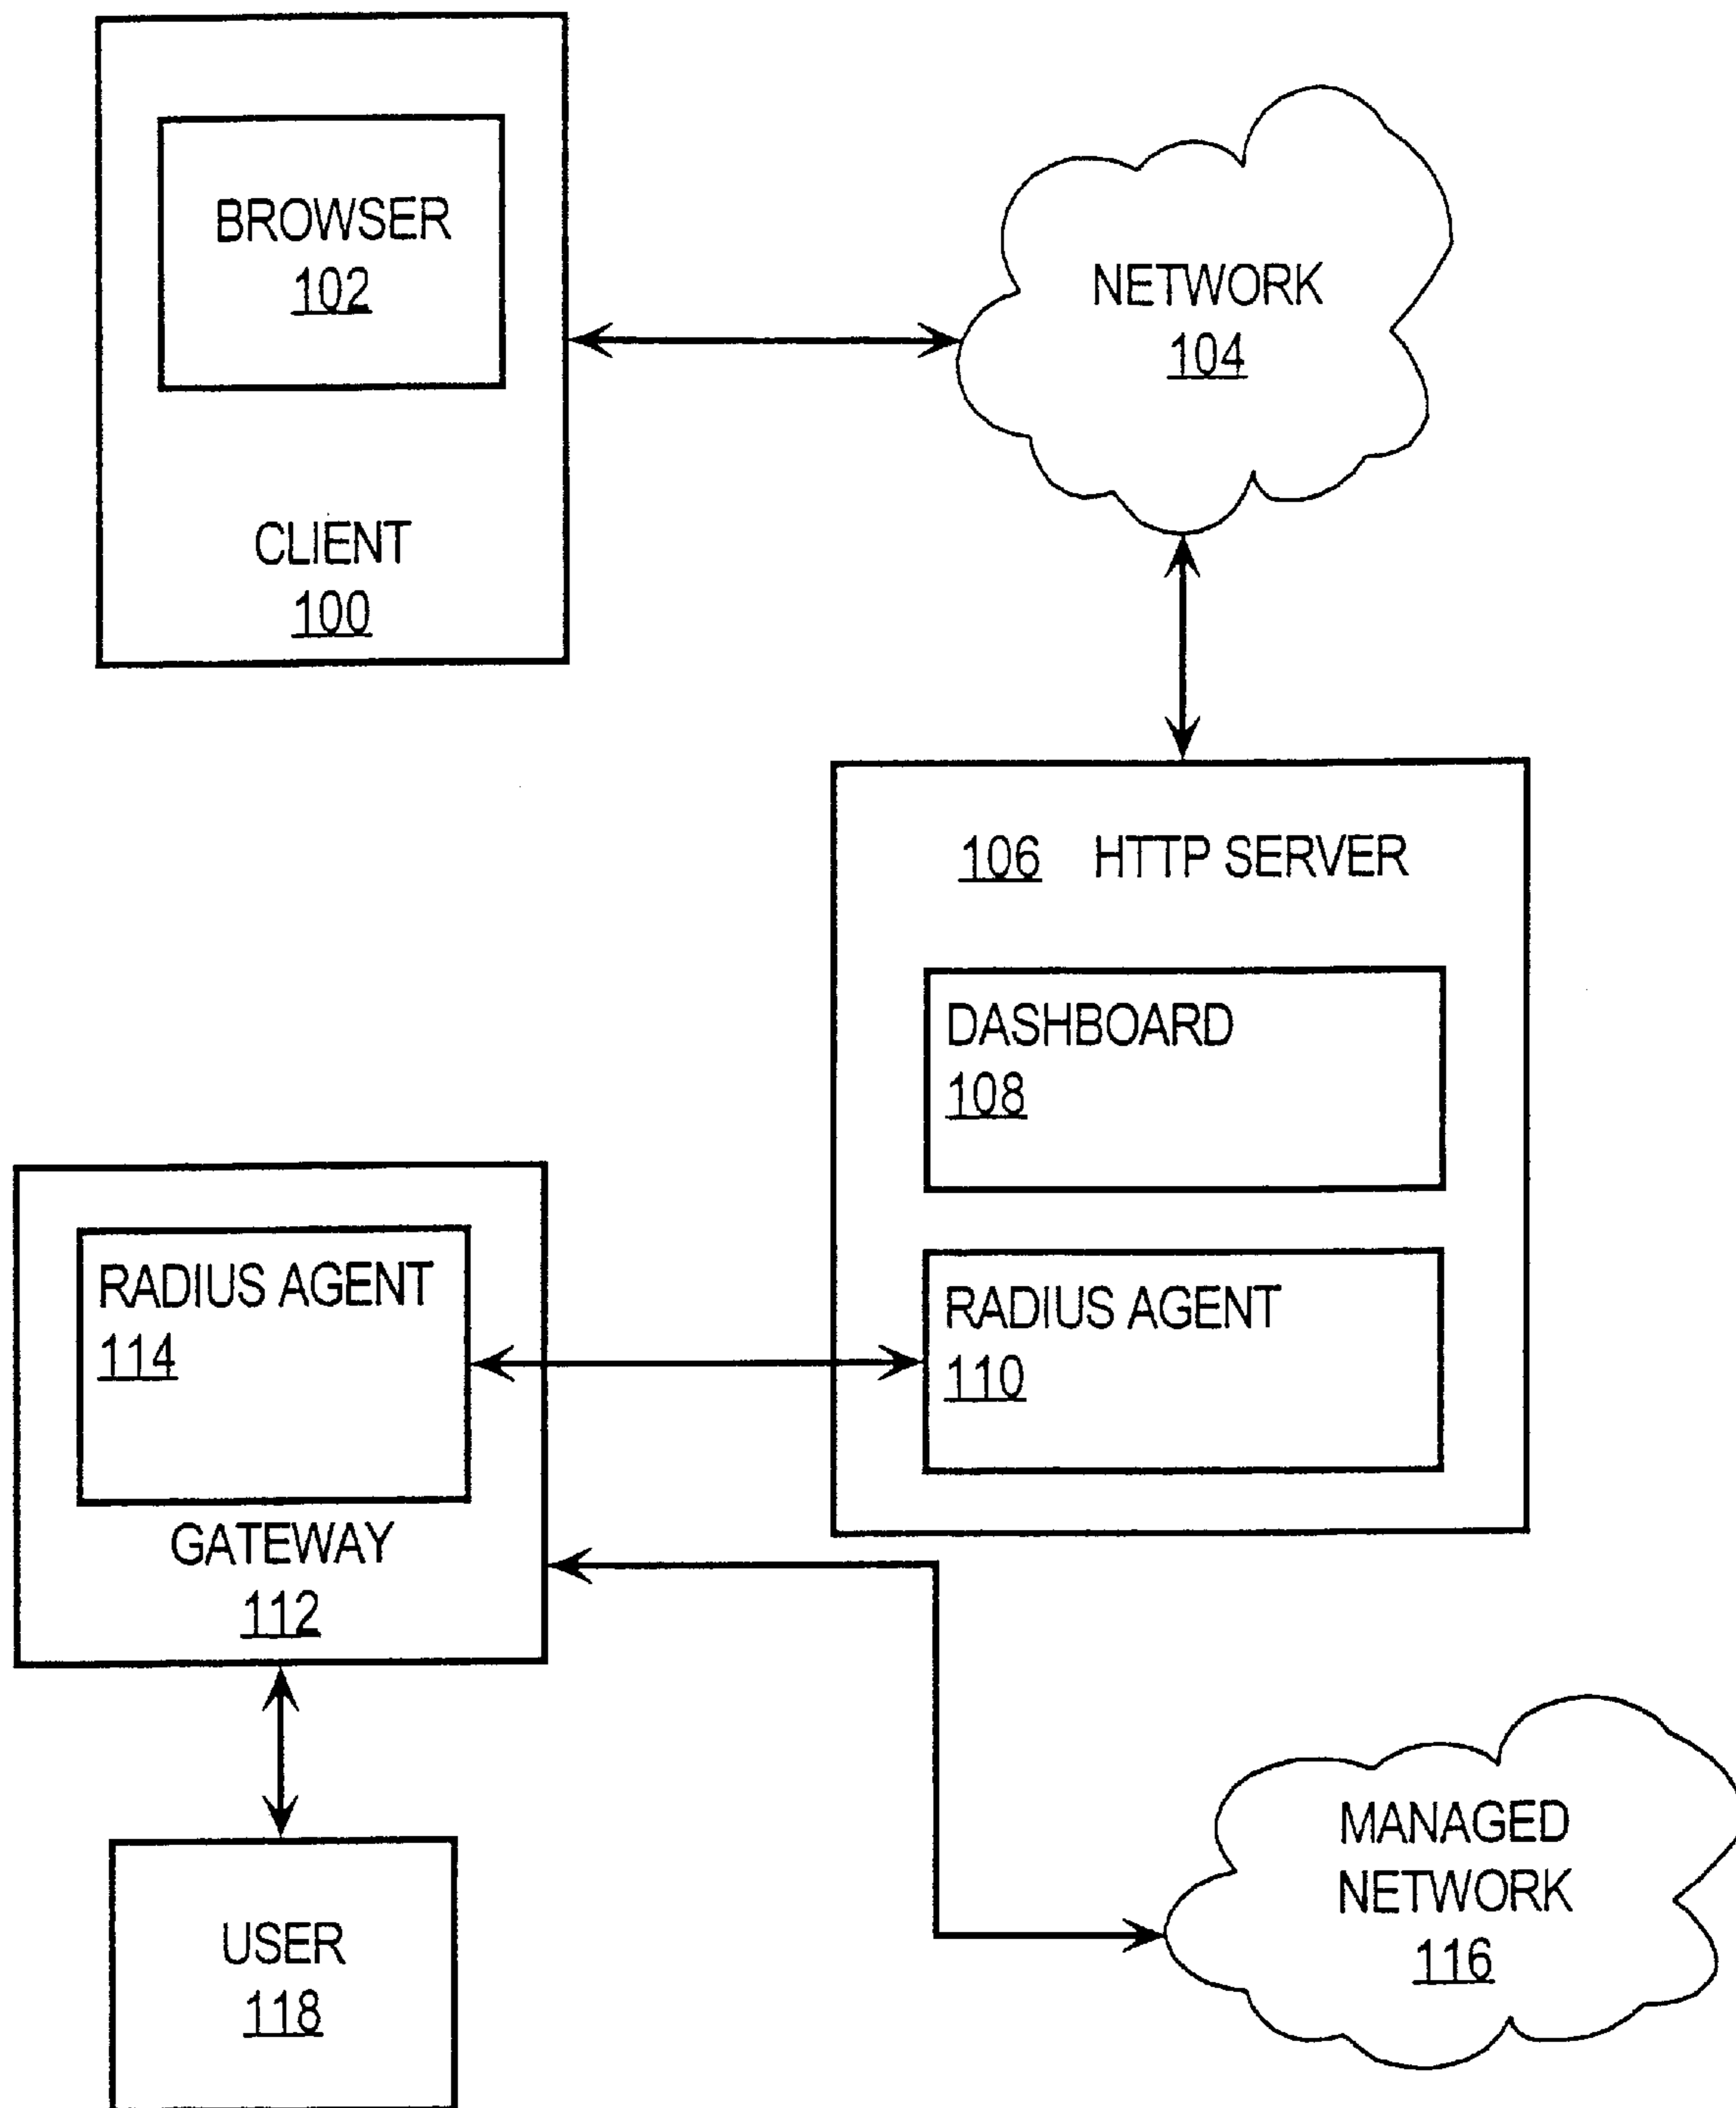 BROWSER
102
CLIENT
100
NETWORK
104
106 HTTP SERVER
DASHBOARD
108
RADIUS AGENT
110
RADIUS AGENT
114
GATEWAY
112
USER
118
MANAGED
NETWORK
116